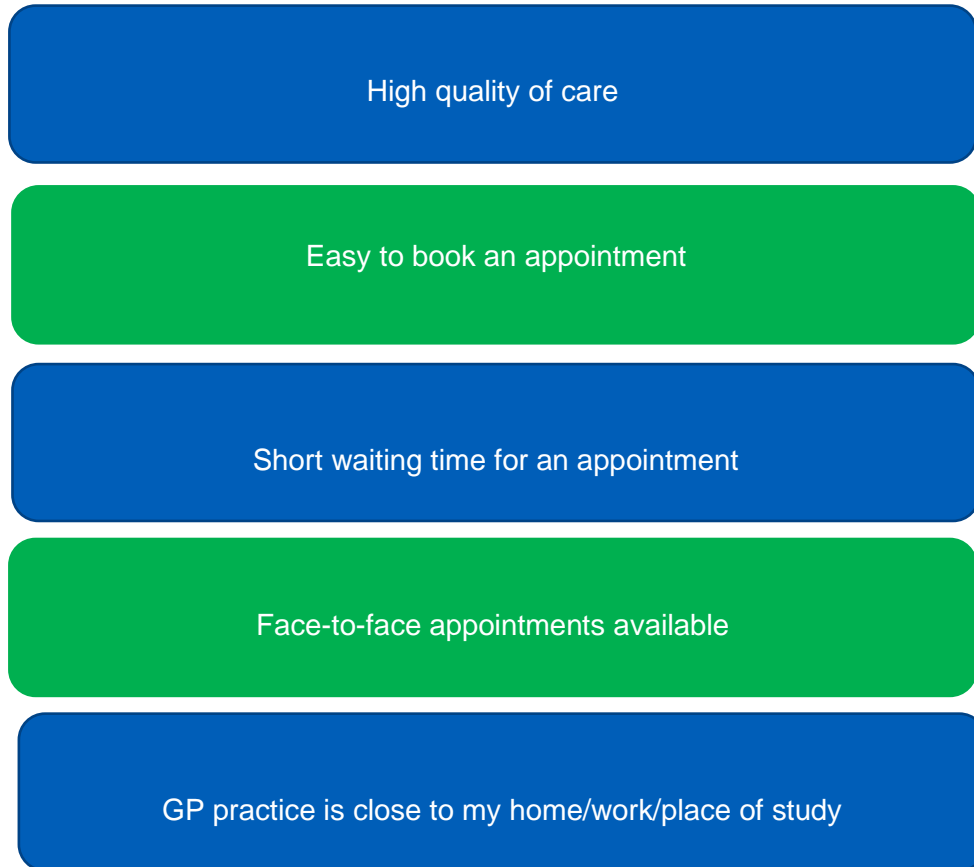 High quality of care
Easy to book an appointment
Short waiting time for an appointment
Face-to-face appointments available
GP practice is close to my home/work/place of study